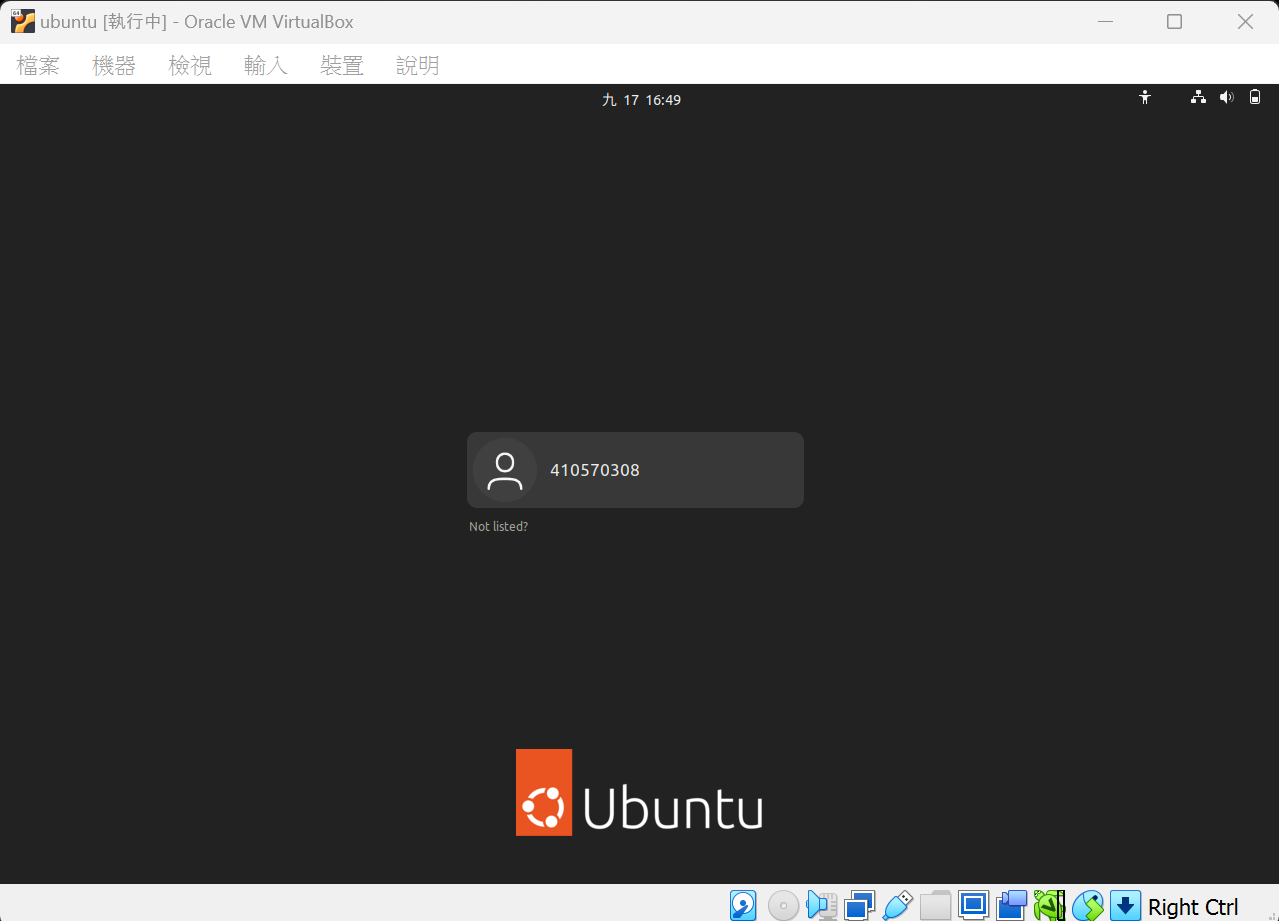 ubuntu [執行中] - Oracle VM VirtualBox
檔案 機器 檢視 輸入 裝置 說明
九 17 16:49
410570308
Not listed?
Ubuntu
Right Ctrl